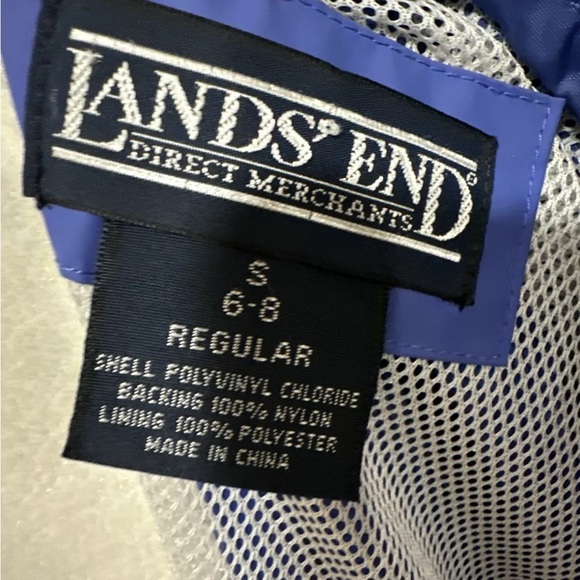 LANDS' END®
DIRECT MERCHANTS
S
6-8
REGULAR
SHELL POLYVINYL CHLORIDE
BACKING 100% NYLON
LINING 100% POLYESTER
MADE IN CHINA